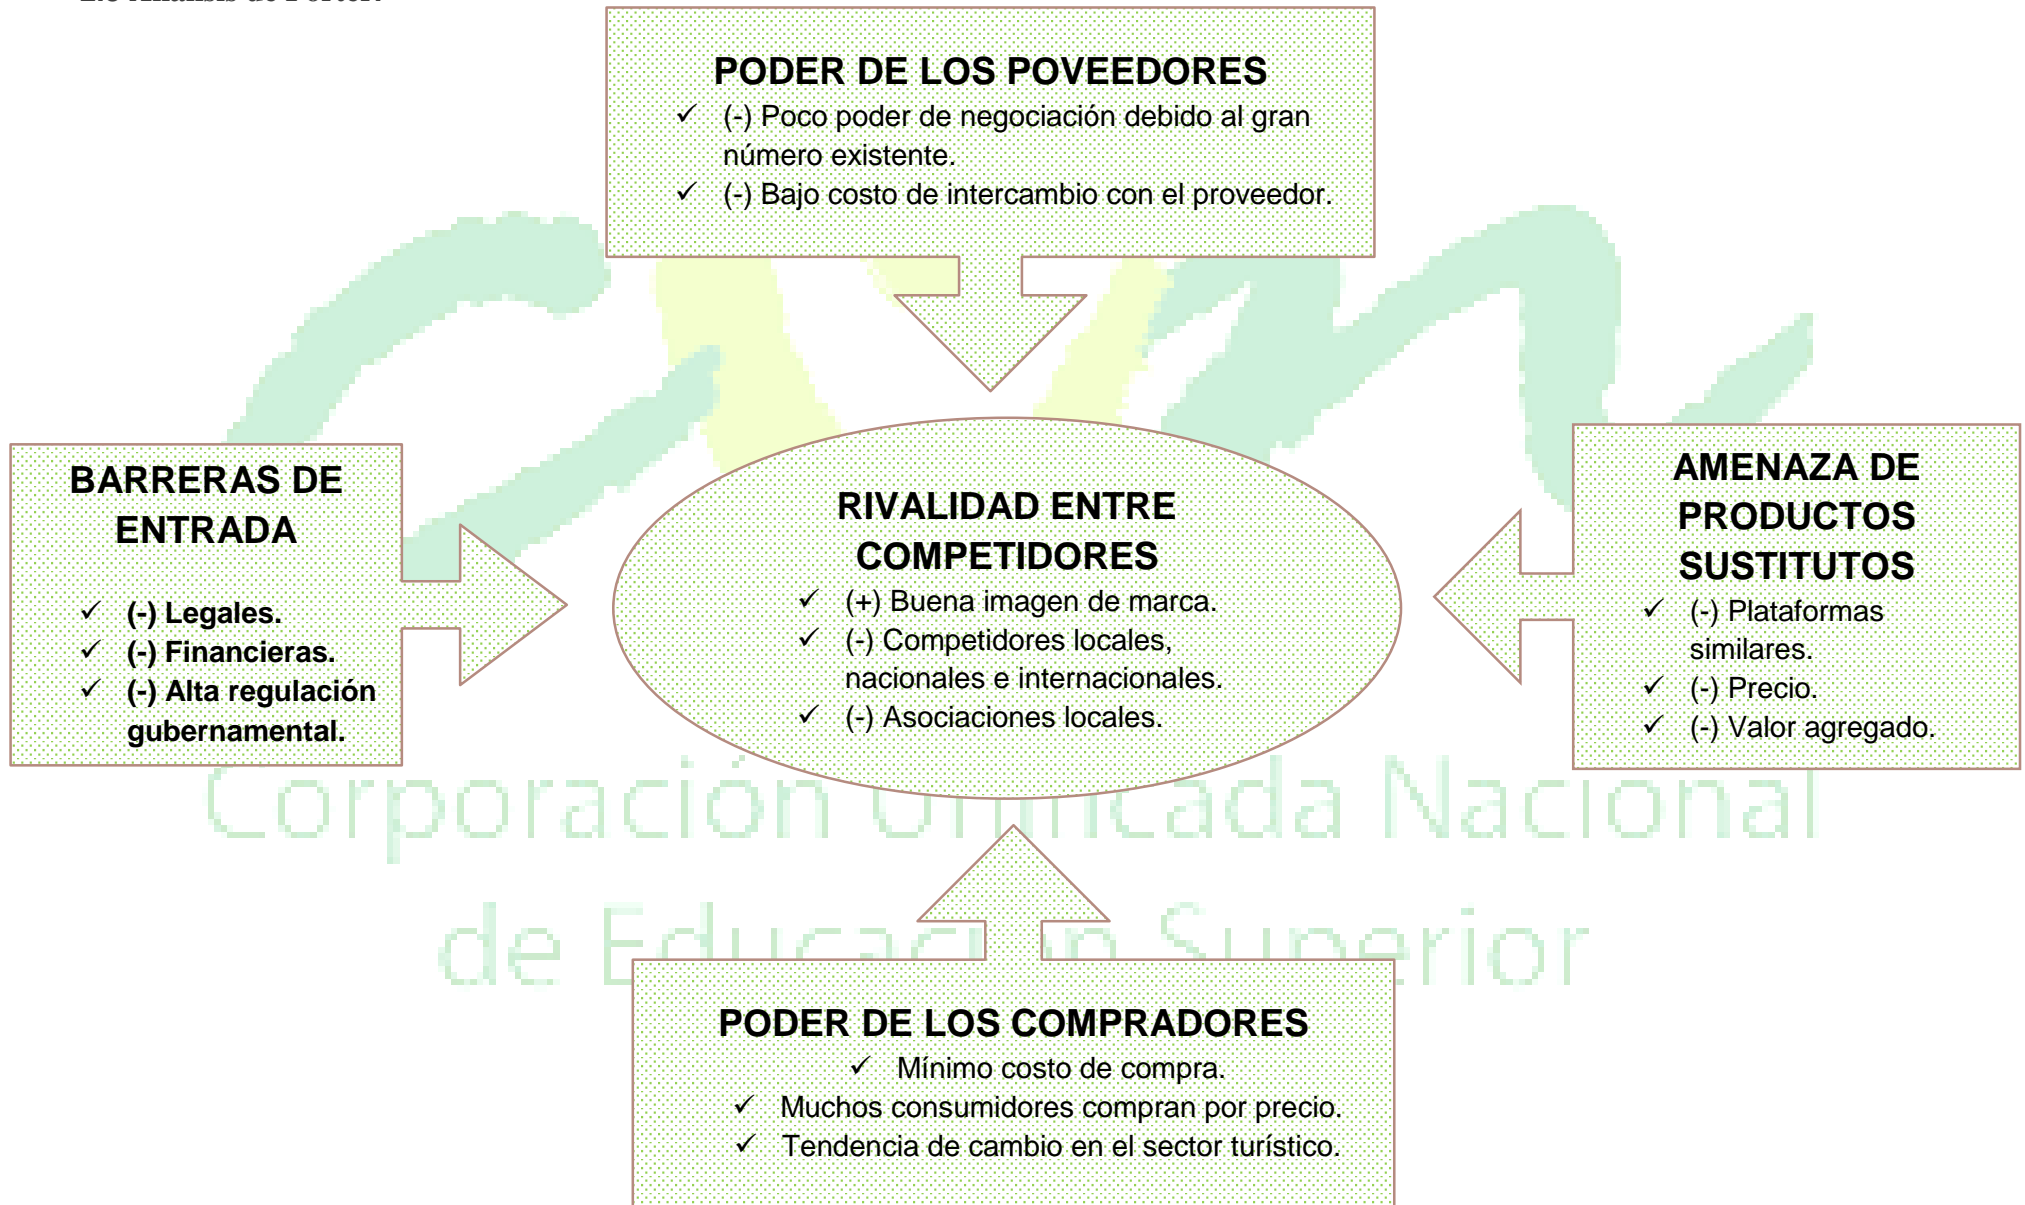 PODER DE LOS POVEEDORES
✓ (-) Poco poder de negociación debido al gran
número existente.
✓ (-) Bajo costo de intercambio con el proveedor.
BARRERAS DE
ENTRADA
✓ (-) Legales.
✓ (-) Financieras.
✓ (-) Alta regulación
gubernamental.
RIVALIDAD ENTRE
COMPETIDORES
✓ (+) Buena imagen de marca.
✓ (-) Competidores locales,
nacionales e internacionales.
✓ (-) Asociaciones locales.
AMENAZA DE
PRODUCTOS
SUSTITUTOS
✓ (-) Plataformas
similares.
✓ (-) Precio.
✓ (-) Valor agregado.
Corporación Unificada Nacional
de Educación Superior
PODER DE LOS COMPRADORES
✓ Mínimo costo de compra.
✓ Muchos consumidores compran por precio.
✓ Tendencia de cambio en el sector turístico.